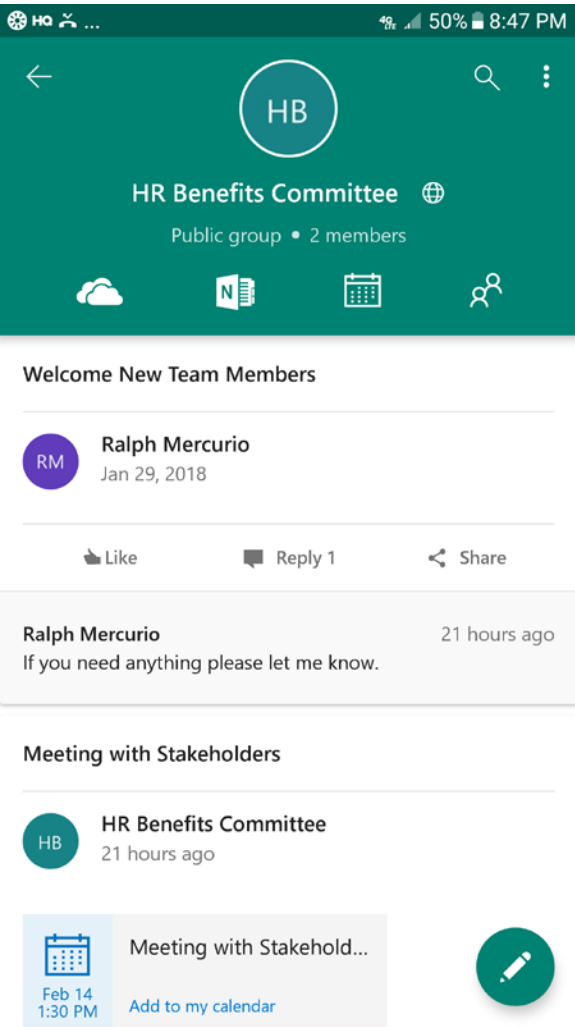 HQ ... 4G LTE 50% 8:47 PM
HB
HR Benefits Committee
Public group • 2 members
N
Welcome New Team Members
RM
Ralph Mercurio
Jan 29, 2018
Like Reply 1 Share
Ralph Mercurio 21 hours ago
If you need anything please let me know.
Meeting with Stakeholders
HB
HR Benefits Committee
21 hours ago
Meeting with Stakehold...
Feb 14
1:30 PM Add to my calendar